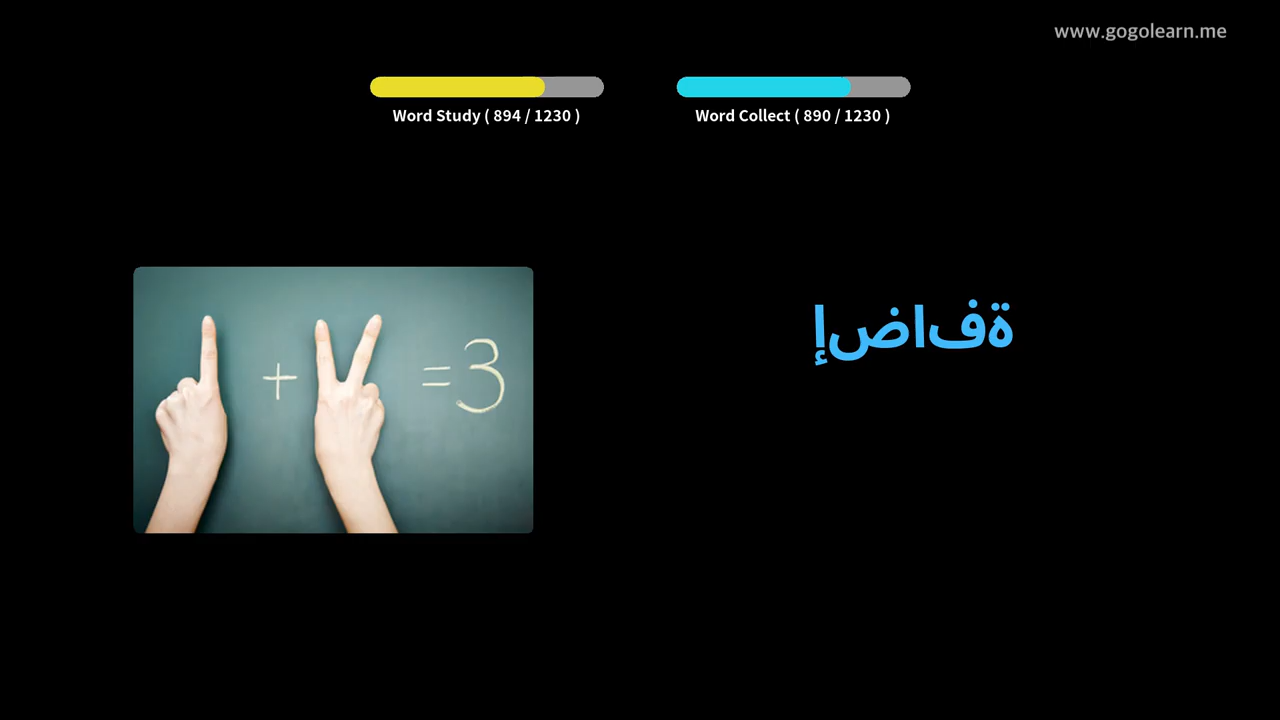 www.gogolearn.me
Word Study ( 894 / 1230 )
Word Collect ( 890 / 1230 )
ةفاضإ
+ =3